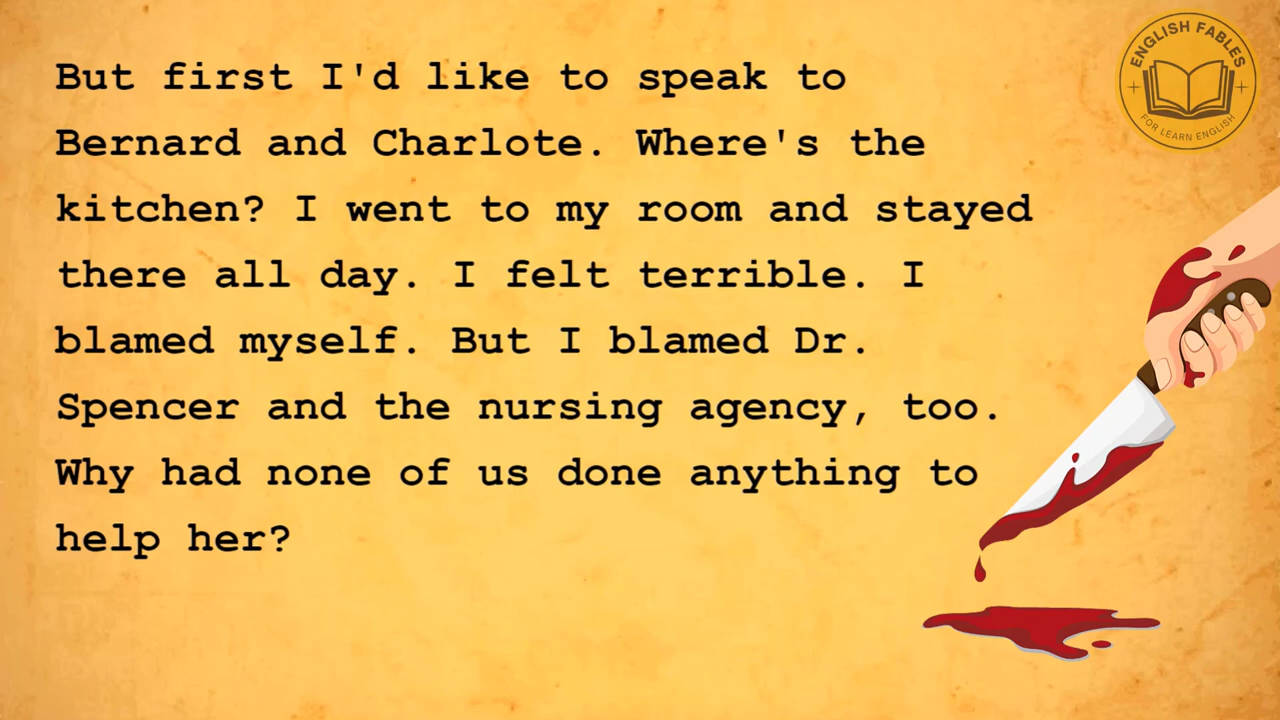 ENGLISH FABLES
FOR LEARN ENGLISH
But first I'd like to speak to
Bernard and Charlote. Where's the
kitchen? I went to my room and stayed
there all day. I felt terrible. I
blamed myself. But I blamed Dr.
Spencer and the nursing agency, too.
Why had none of us done anything to
help her?